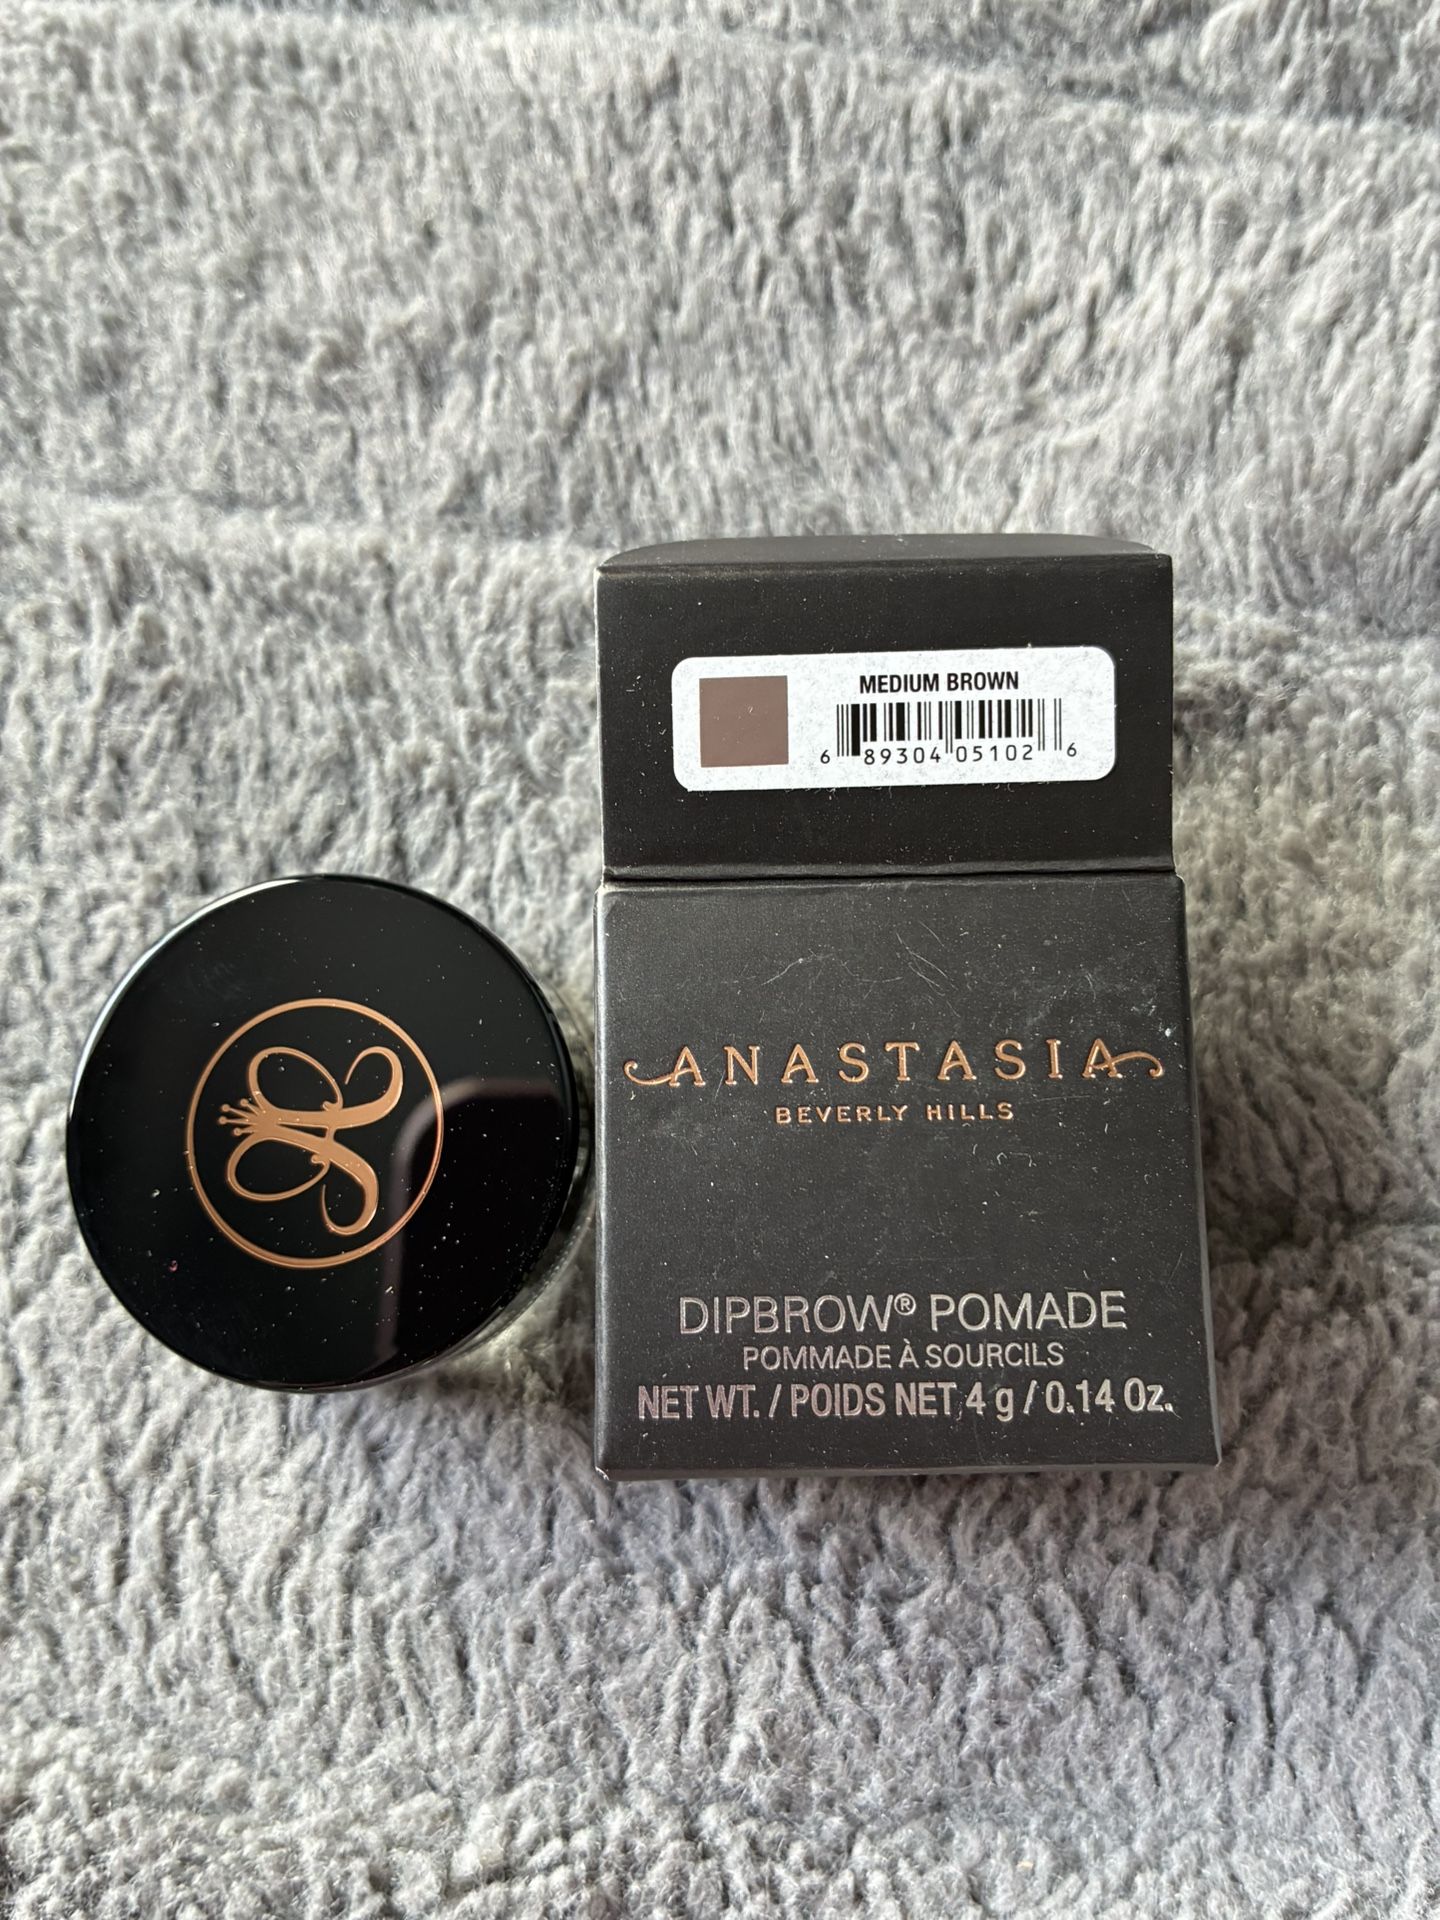 MEDIUM BROWN
6 89304 05102 6
ANASTASIA
BEVERLY HILLS
DIPBROW® POMADE
POMMADE À SOURCILS
NET WT. / POIDS NET 4 g / 0.14 Oz.